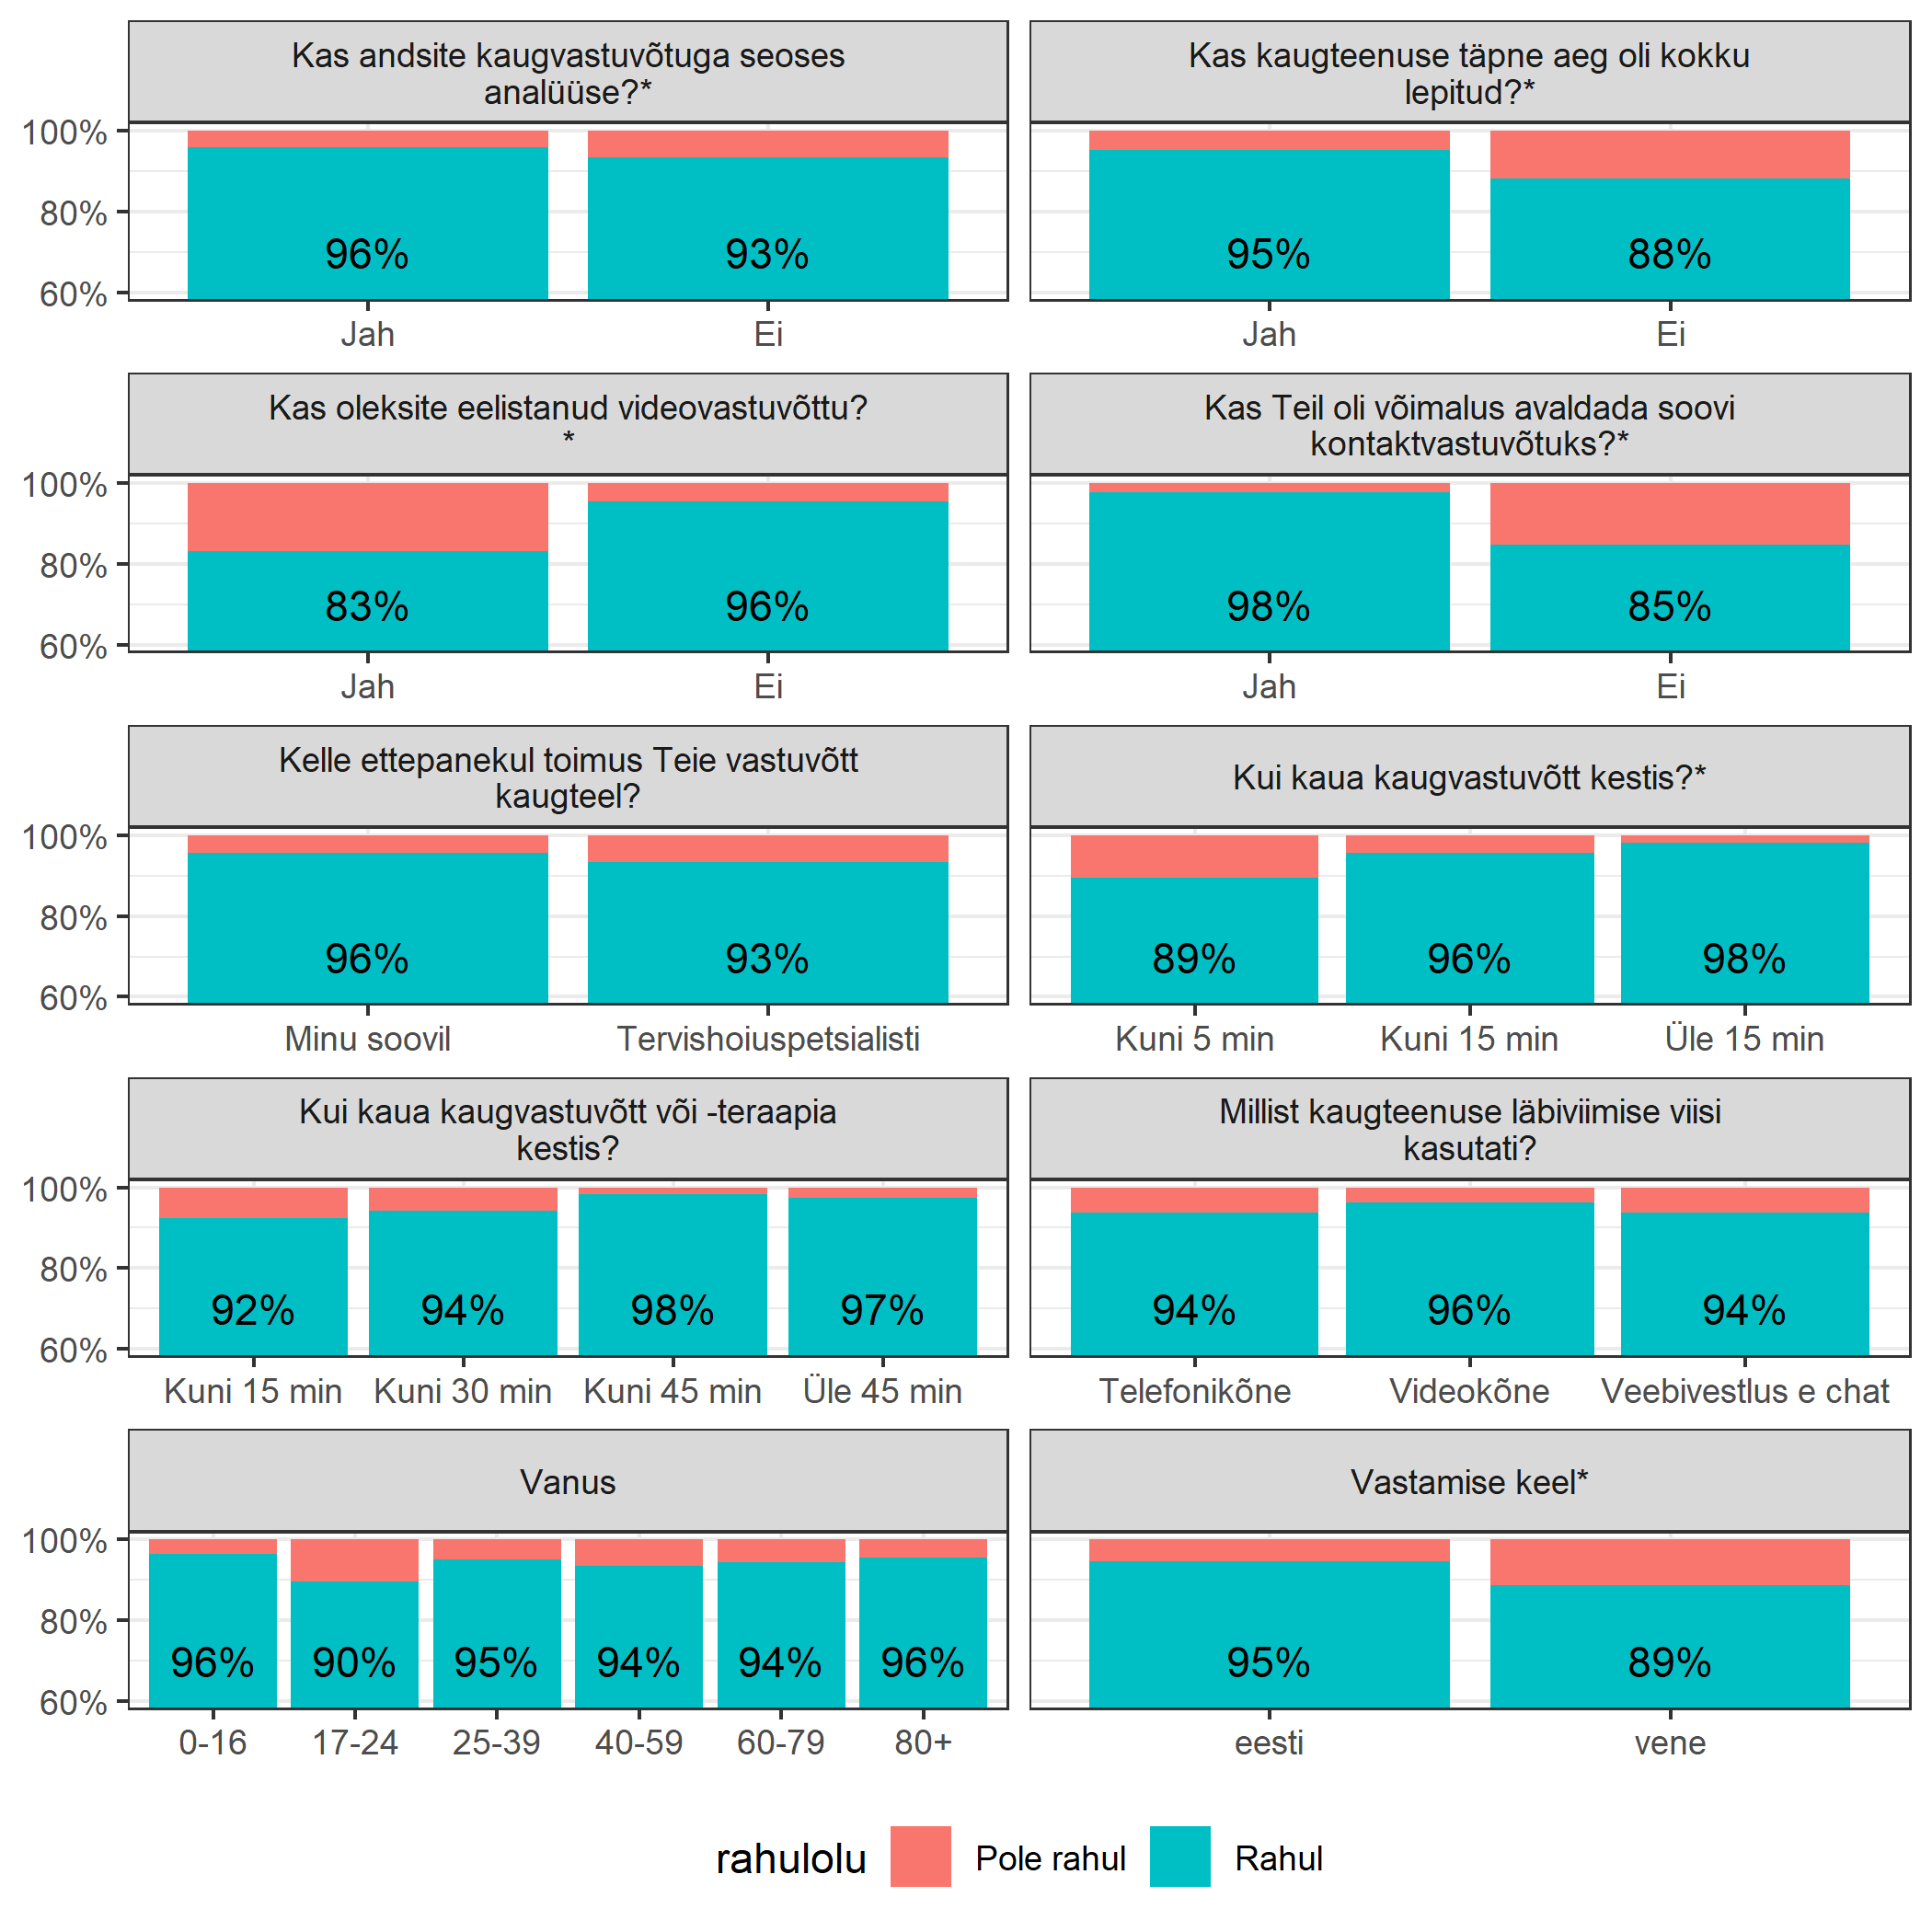 Kas andsite kaugvastuvõtuga seoses
analüüse?*
100%
80%
60%
96%
93%
Jah
Ei
Kas kaugteenuse täpne aeg oli kokku
lepitud?*
95%
88%
Jah
Ei
Kas oleksite eelistanud videovastuvõttu?
*
100%
80%
60%
83%
96%
Jah
Ei
Kas Teil oli võimalus avaldada soovi
kontaktvastuvõtuks?*
98%
85%
Jah
Ei
Kelle ettepanekul toimus Teie vastuvõtt
kaugteel?
100%
80%
60%
96%
93%
Minu soovil
Tervishoiuspetsialisti
Kui kaua kaugvastuvõtt kestis?*
89%
96%
98%
Kuni 5 min
Kuni 15 min
Üle 15 min
Kui kaua kaugvastuvõtt või -teraapia
kestis?
100%
80%
60%
92%
94%
98%
97%
Kuni 15 min
Kuni 30 min
Kuni 45 min
Üle 45 min
Millist kaugteenuse läbiviimise viisi
kasutati?
94%
96%
94%
Telefonikõne
Videokõne
Veebivestlus e chat
Vanus
100%
80%
60%
96%
90%
95%
94%
94%
96%
0-16
17-24
25-39
40-59
60-79
80+
Vastamise keel*
95%
89%
eesti
vene
rahulolu
Pole rahul
Rahul